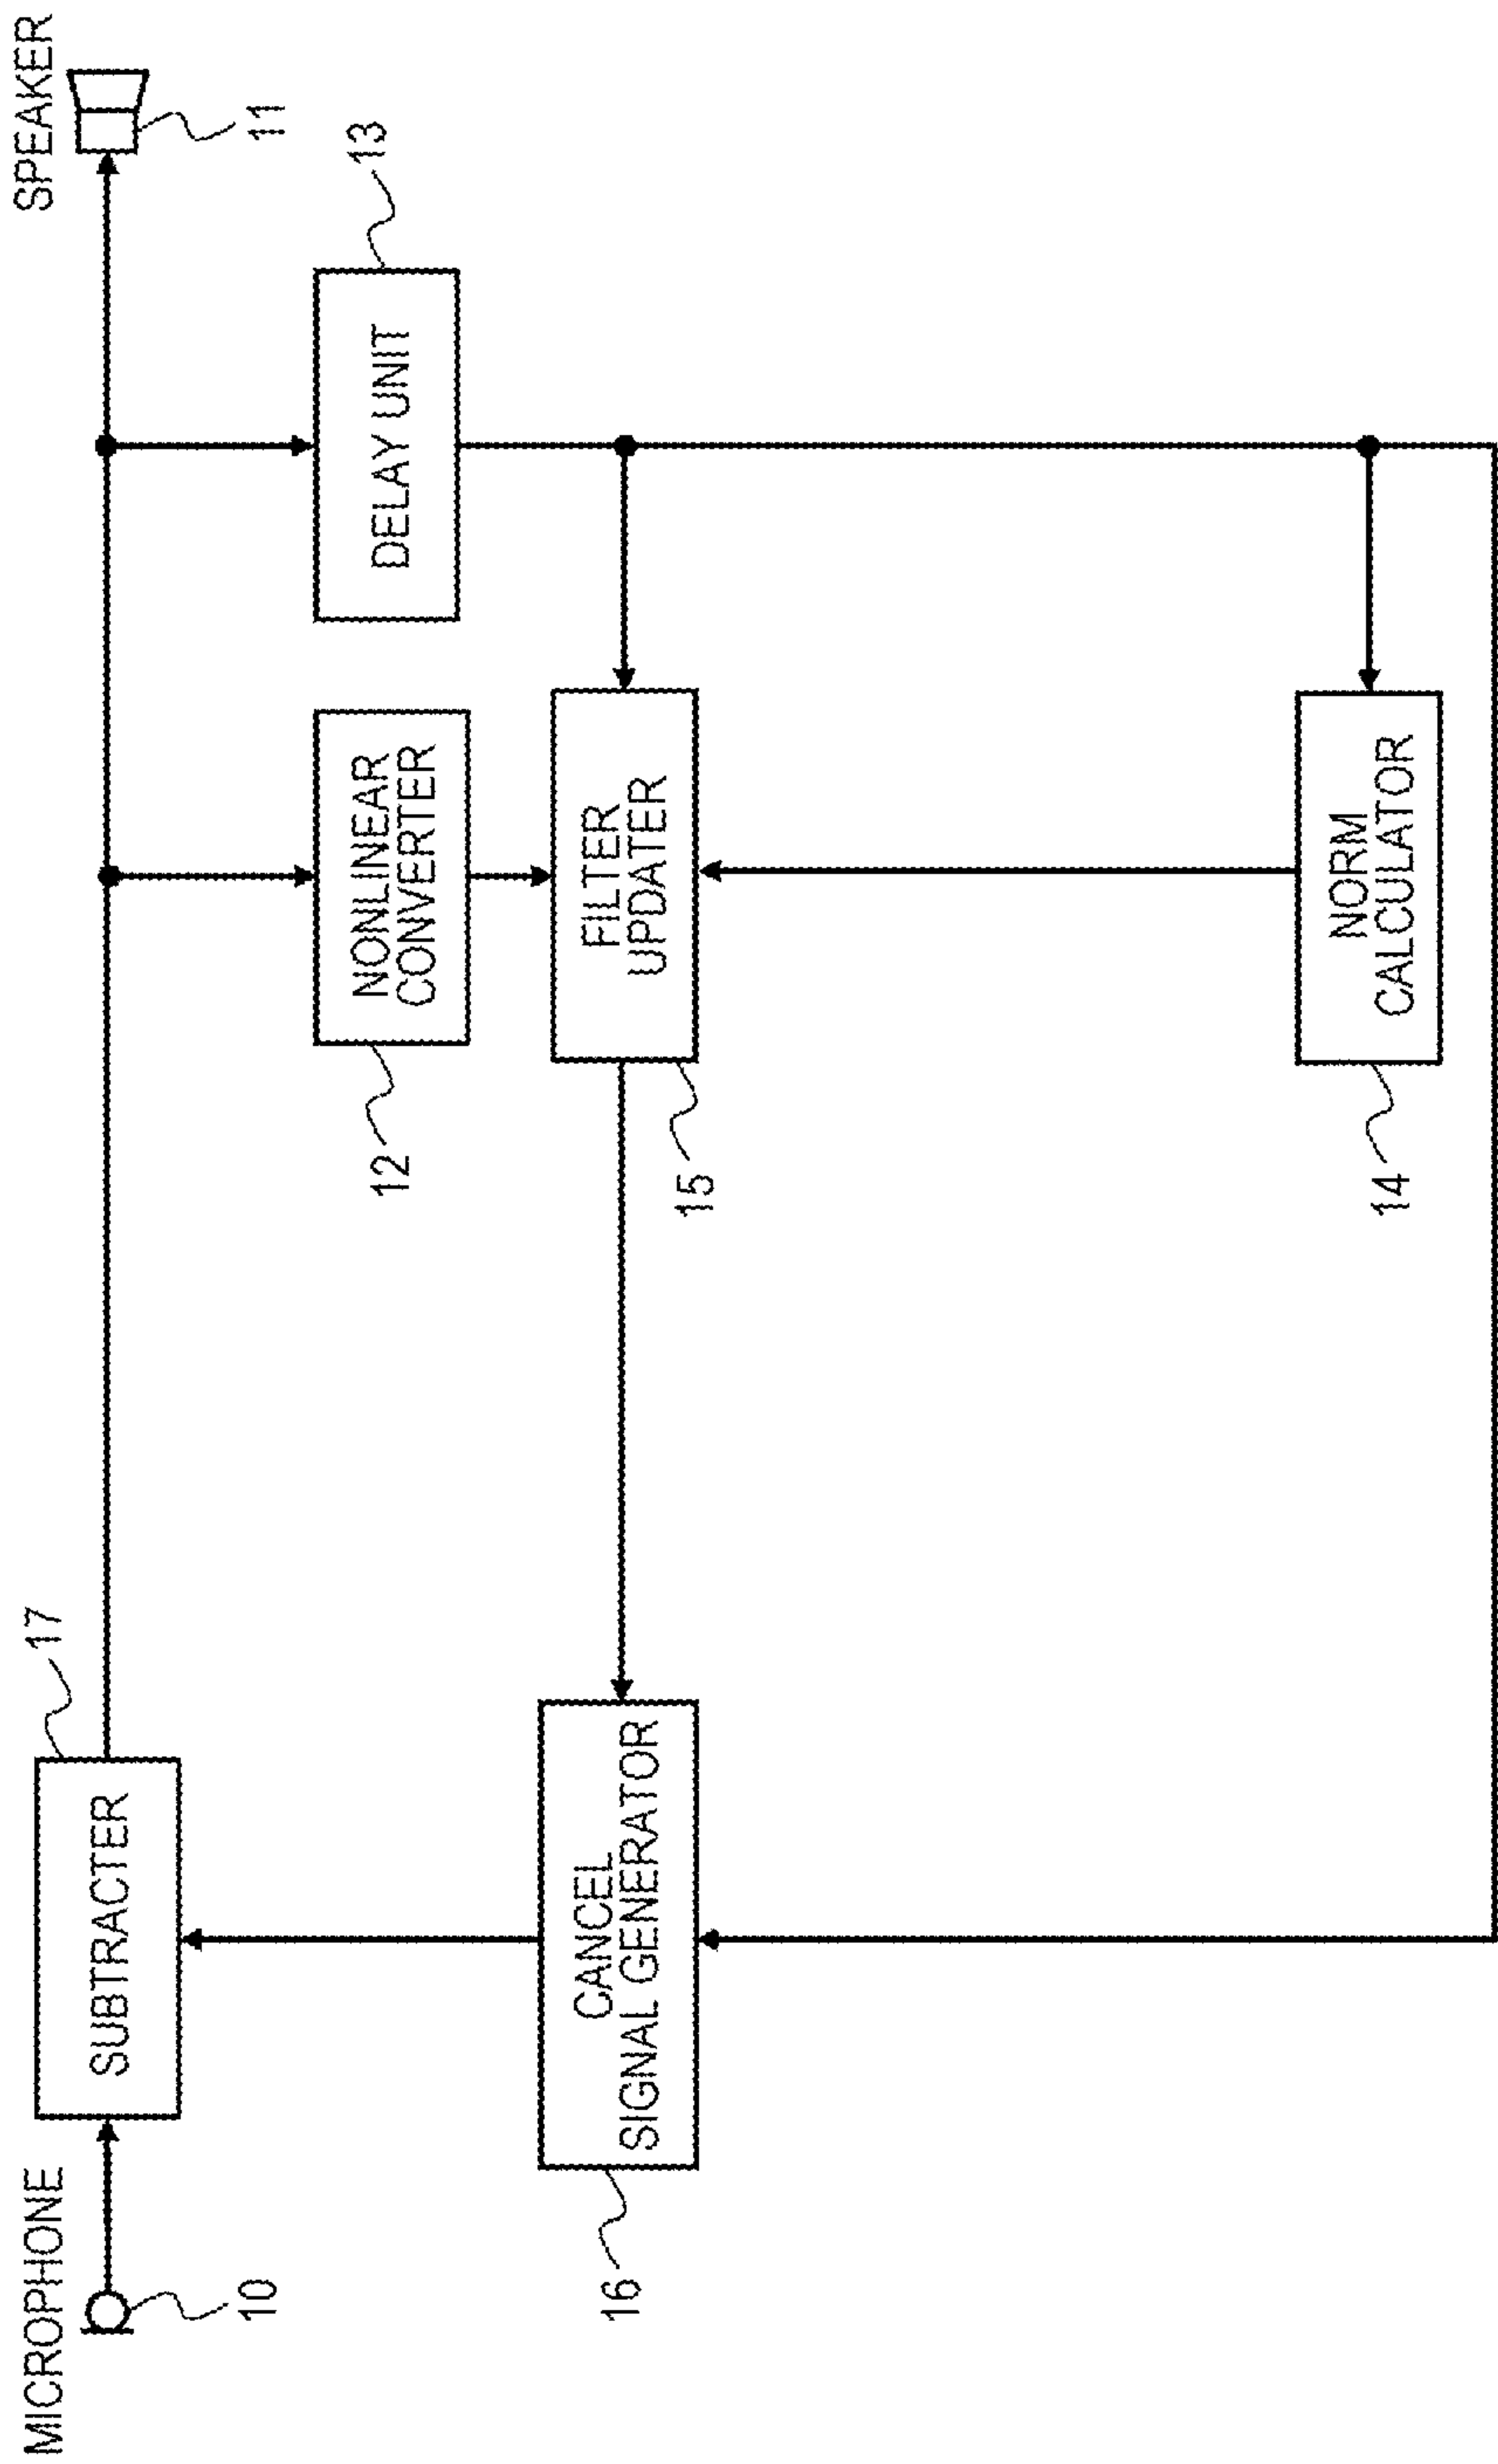 MICROPHONE
10
SUBTRACTER
17
SPEAKER
11
NONLINEAR
CONVERTER
12
DELAY UNIT
13
CANCEL
SIGNAL GENERATOR
16
FILTER
UPDATER
15
NORM
CALCULATOR
14